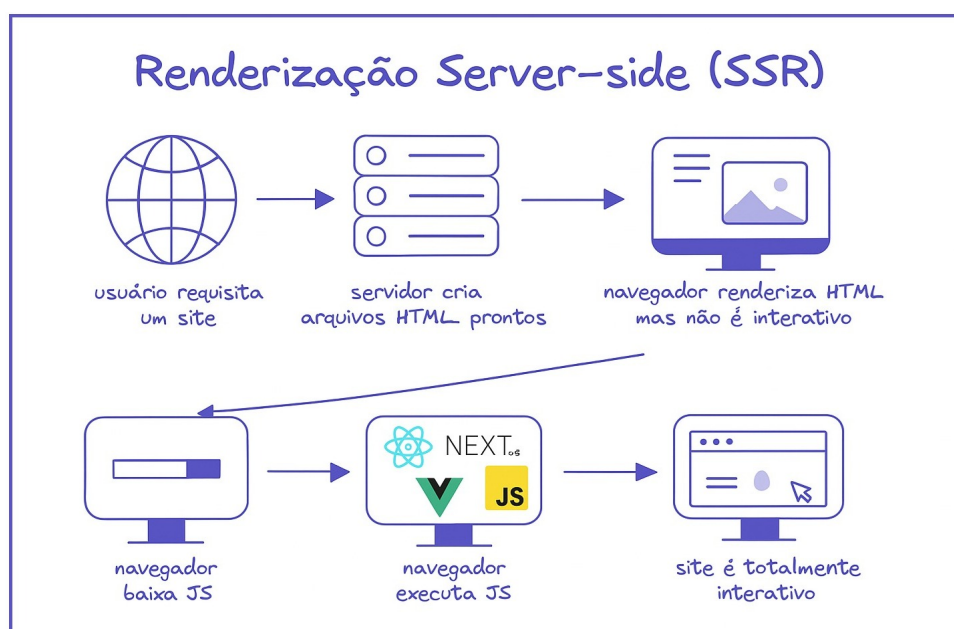 Renderização Server-side (SSR)
usuário requisita
um site
servidor cria
arquivos HTML prontos
navegador renderiza HTML
mas não é interativo
navegador
baixa JS
NEXT.JS
JS
navegador
executa JS
site é totalmente
interativo